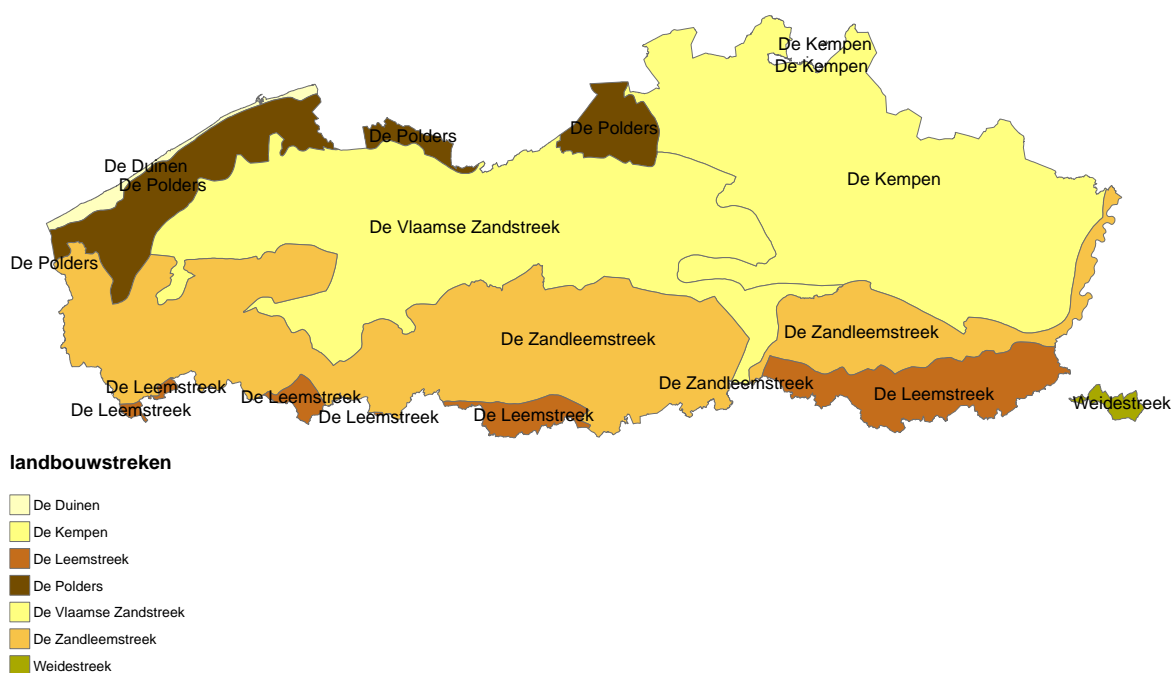 De Kempen
De Kempen
De Polders
De Polders
De Duinen
De Polders
De Kempen
De Vlaamse Zandstreek
De Polders
De Zandleemstreek
De Zandleemstreek
De Zandleemstreek
De Leemstreek
De Leemstreek
De Leemstreek
Weidestreek
De Leemstreek
De Leemstreek
De Leemstreek
landbouwstreken
De Duinen
De Kempen
De Leemstreek
De Polders
De Vlaamse Zandstreek
De Zandleemstreek
Weidestreek